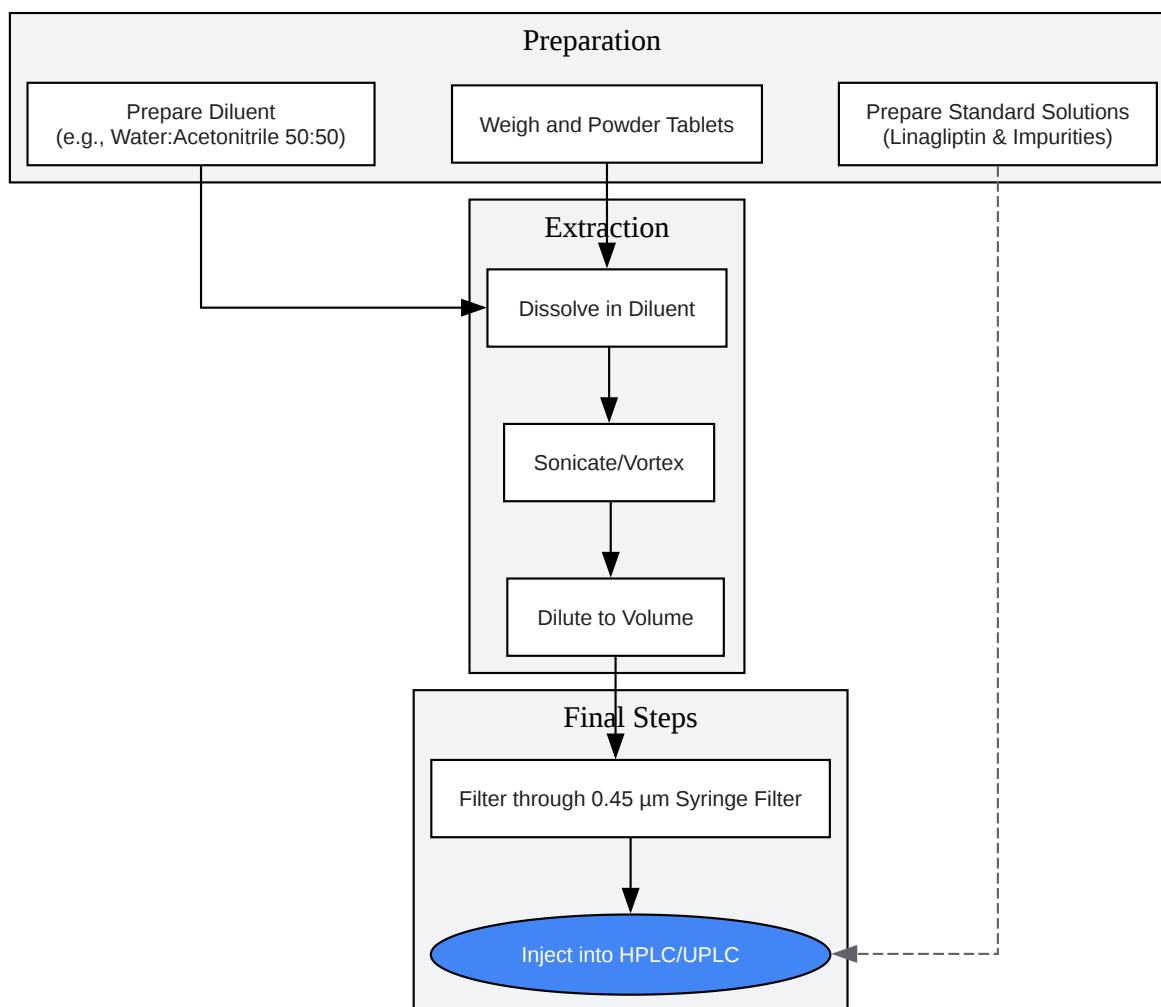 Preparation
Prepare Diluent
(e.g., Water:Acetonitrile 50:50)
Weigh and Powder Tablets
Prepare Standard Solutions
(Linagliptin & Impurities)
Extraction
Dissolve in Diluent
Sonicate/Vortex
Dilute to Volume
Final Steps
Filter through 0.45 µm Syringe Filter
Inject into HPLC/UPLC